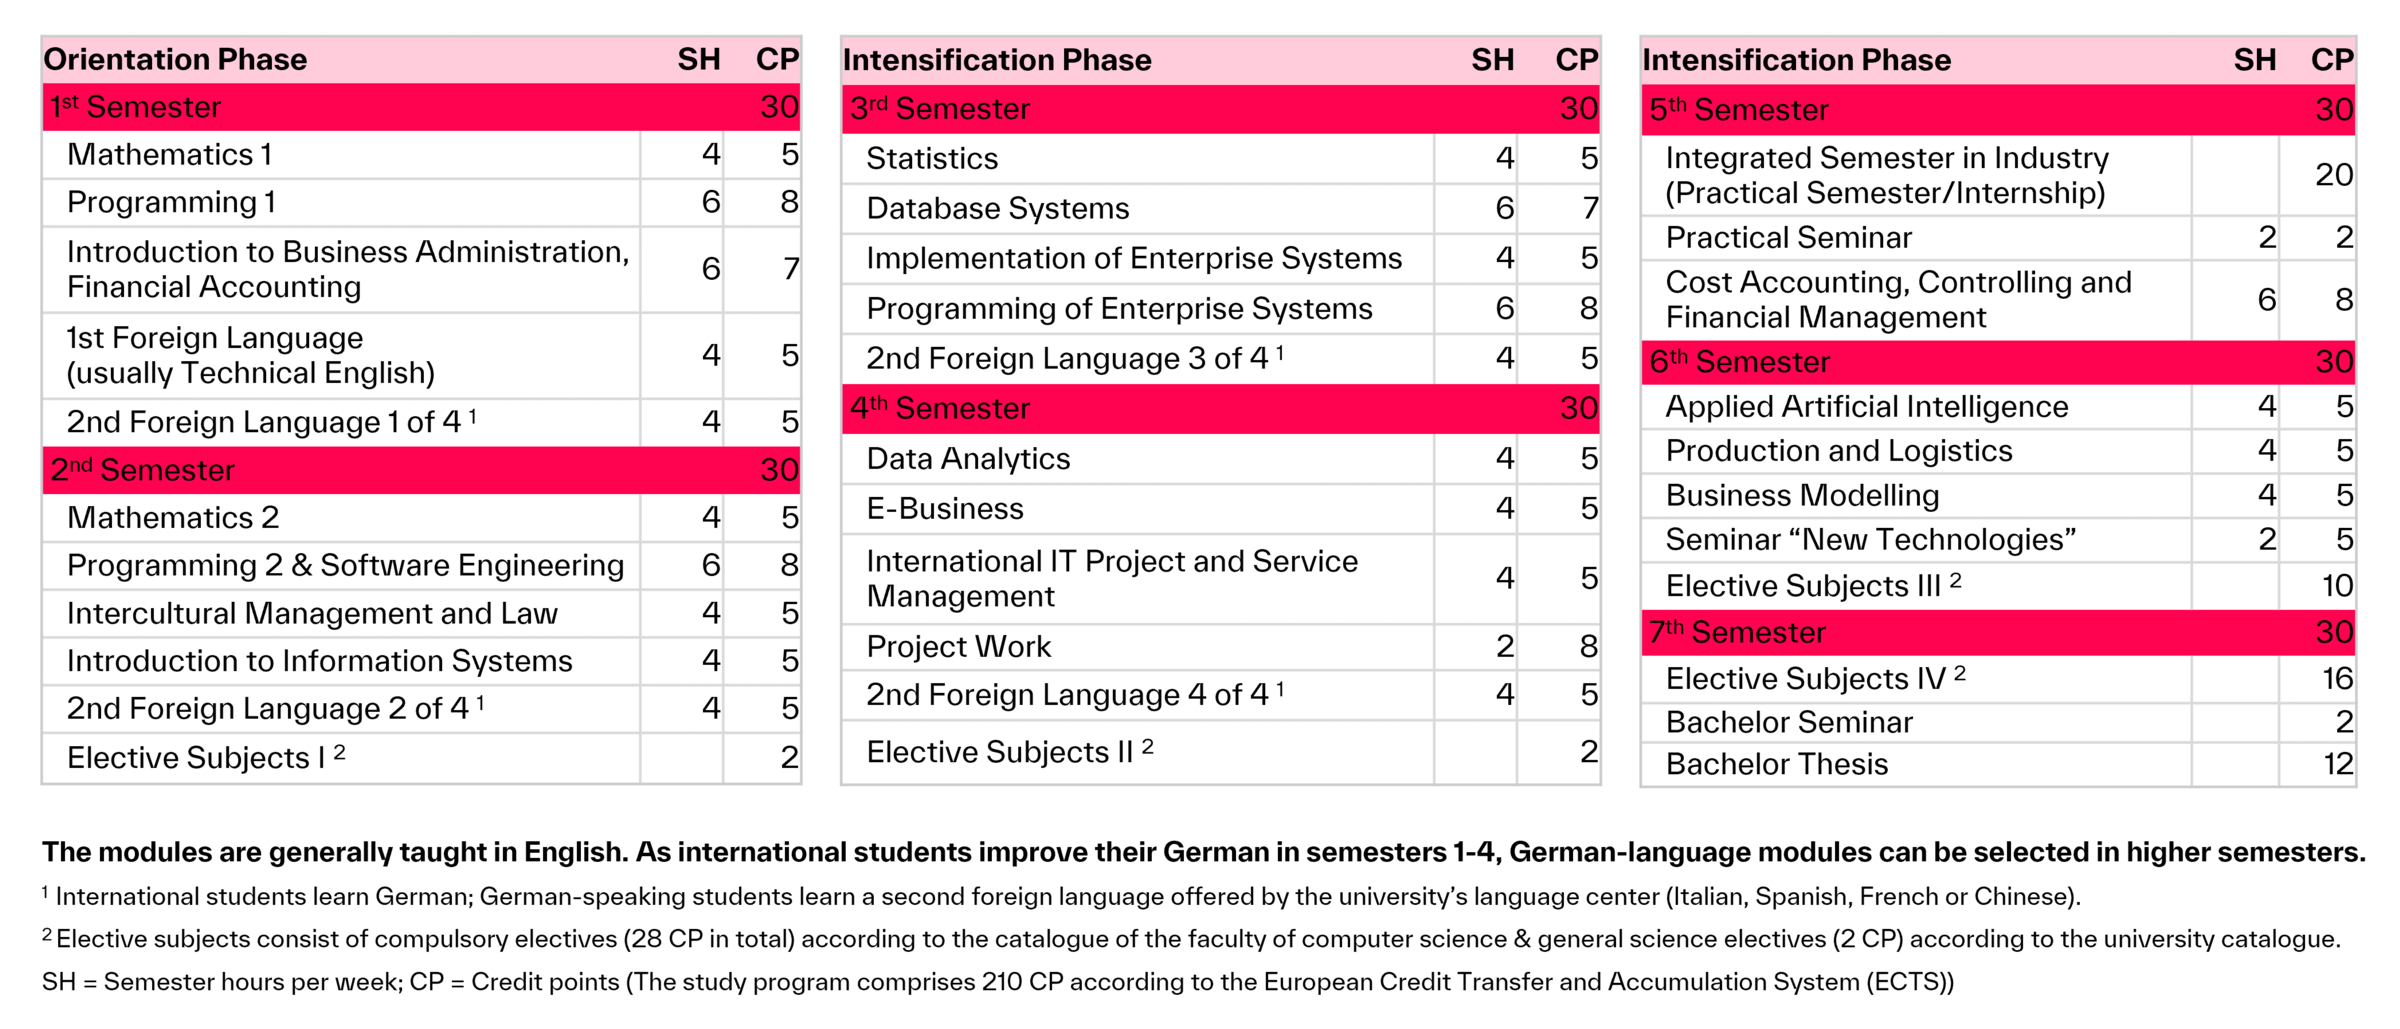 Orientation Phase SH CP
1st Semester 30
Mathematics 1 4 5
Programming 1 6 8
Introduction to Business Administration,
Financial Accounting 6 7
1st Foreign Language
(usually Technical English) 4 5
2nd Foreign Language 1 of 4 1 4 5
2nd Semester 30
Mathematics 2 4 5
Programming 2 & Software Engineering 6 8
Intercultural Management and Law 4 5
Introduction to Information Systems 4 5
2nd Foreign Language 2 of 4 1 4 5
Elective Subjects I 2 2
Intensification Phase SH CP
3rd Semester 30
Statistics 4 5
Database Systems 6 7
Implementation of Enterprise Systems 4 5
Programming of Enterprise Systems 6 8
2nd Foreign Language 3 of 4 1 4 5
4th Semester 30
Data Analytics 4 5
E-Business 4 5
International IT Project and Service
Management 4 5
Project Work 2 8
2nd Foreign Language 4 of 4 1 4 5
Elective Subjects II 2 2
Intensification Phase SH CP
5th Semester 30
Integrated Semester in Industry
(Practical Semester/Internship) 20
Practical Seminar 2 2
Cost Accounting, Controlling and
Financial Management 6 8
6th Semester 30
Applied Artificial Intelligence 4 5
Production and Logistics 4 5
Business Modelling 4 5
Seminar “New Technologies” 2 5
Elective Subjects III 2 10
7th Semester 30
Elective Subjects IV 2 16
Bachelor Seminar 2
Bachelor Thesis 12
The modules are generally taught in English. As international students improve their German in semesters 1-4, German-language modules can be selected in higher semesters.
1 International students learn German; German-speaking students learn a second foreign language offered by the university’s language center (Italian, Spanish, French or Chinese).
2 Elective subjects consist of compulsory electives (28 CP in total) according to the catalogue of the faculty of computer science & general science electives (2 CP) according to the university catalogue.
SH = Semester hours per week; CP = Credit points (The study program comprises 210 CP according to the European Credit Transfer and Accumulation System (ECTS))